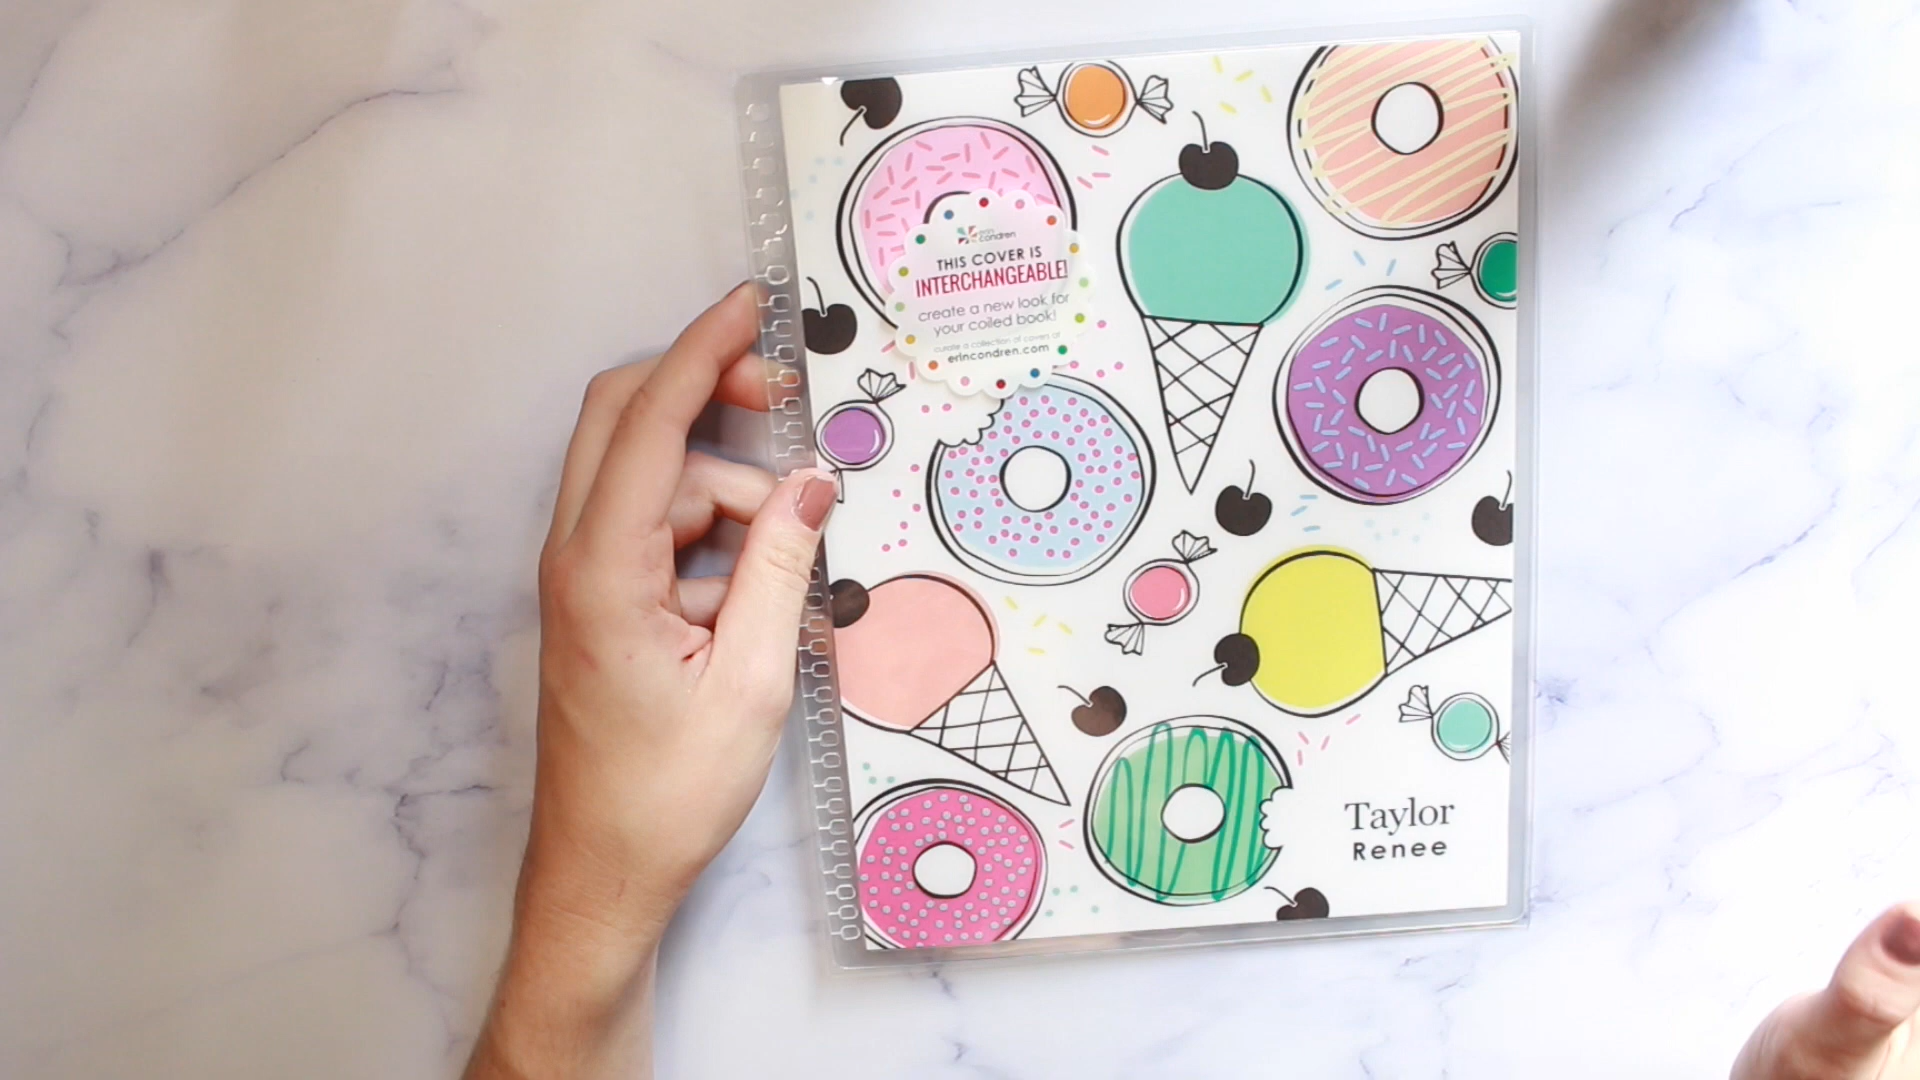 erin
condren
THIS COVER IS
INTERCHANGEABLE!
create a new look for
your coiled book!
curate a collection of covers at
erincondren.com
Taylor
Renee